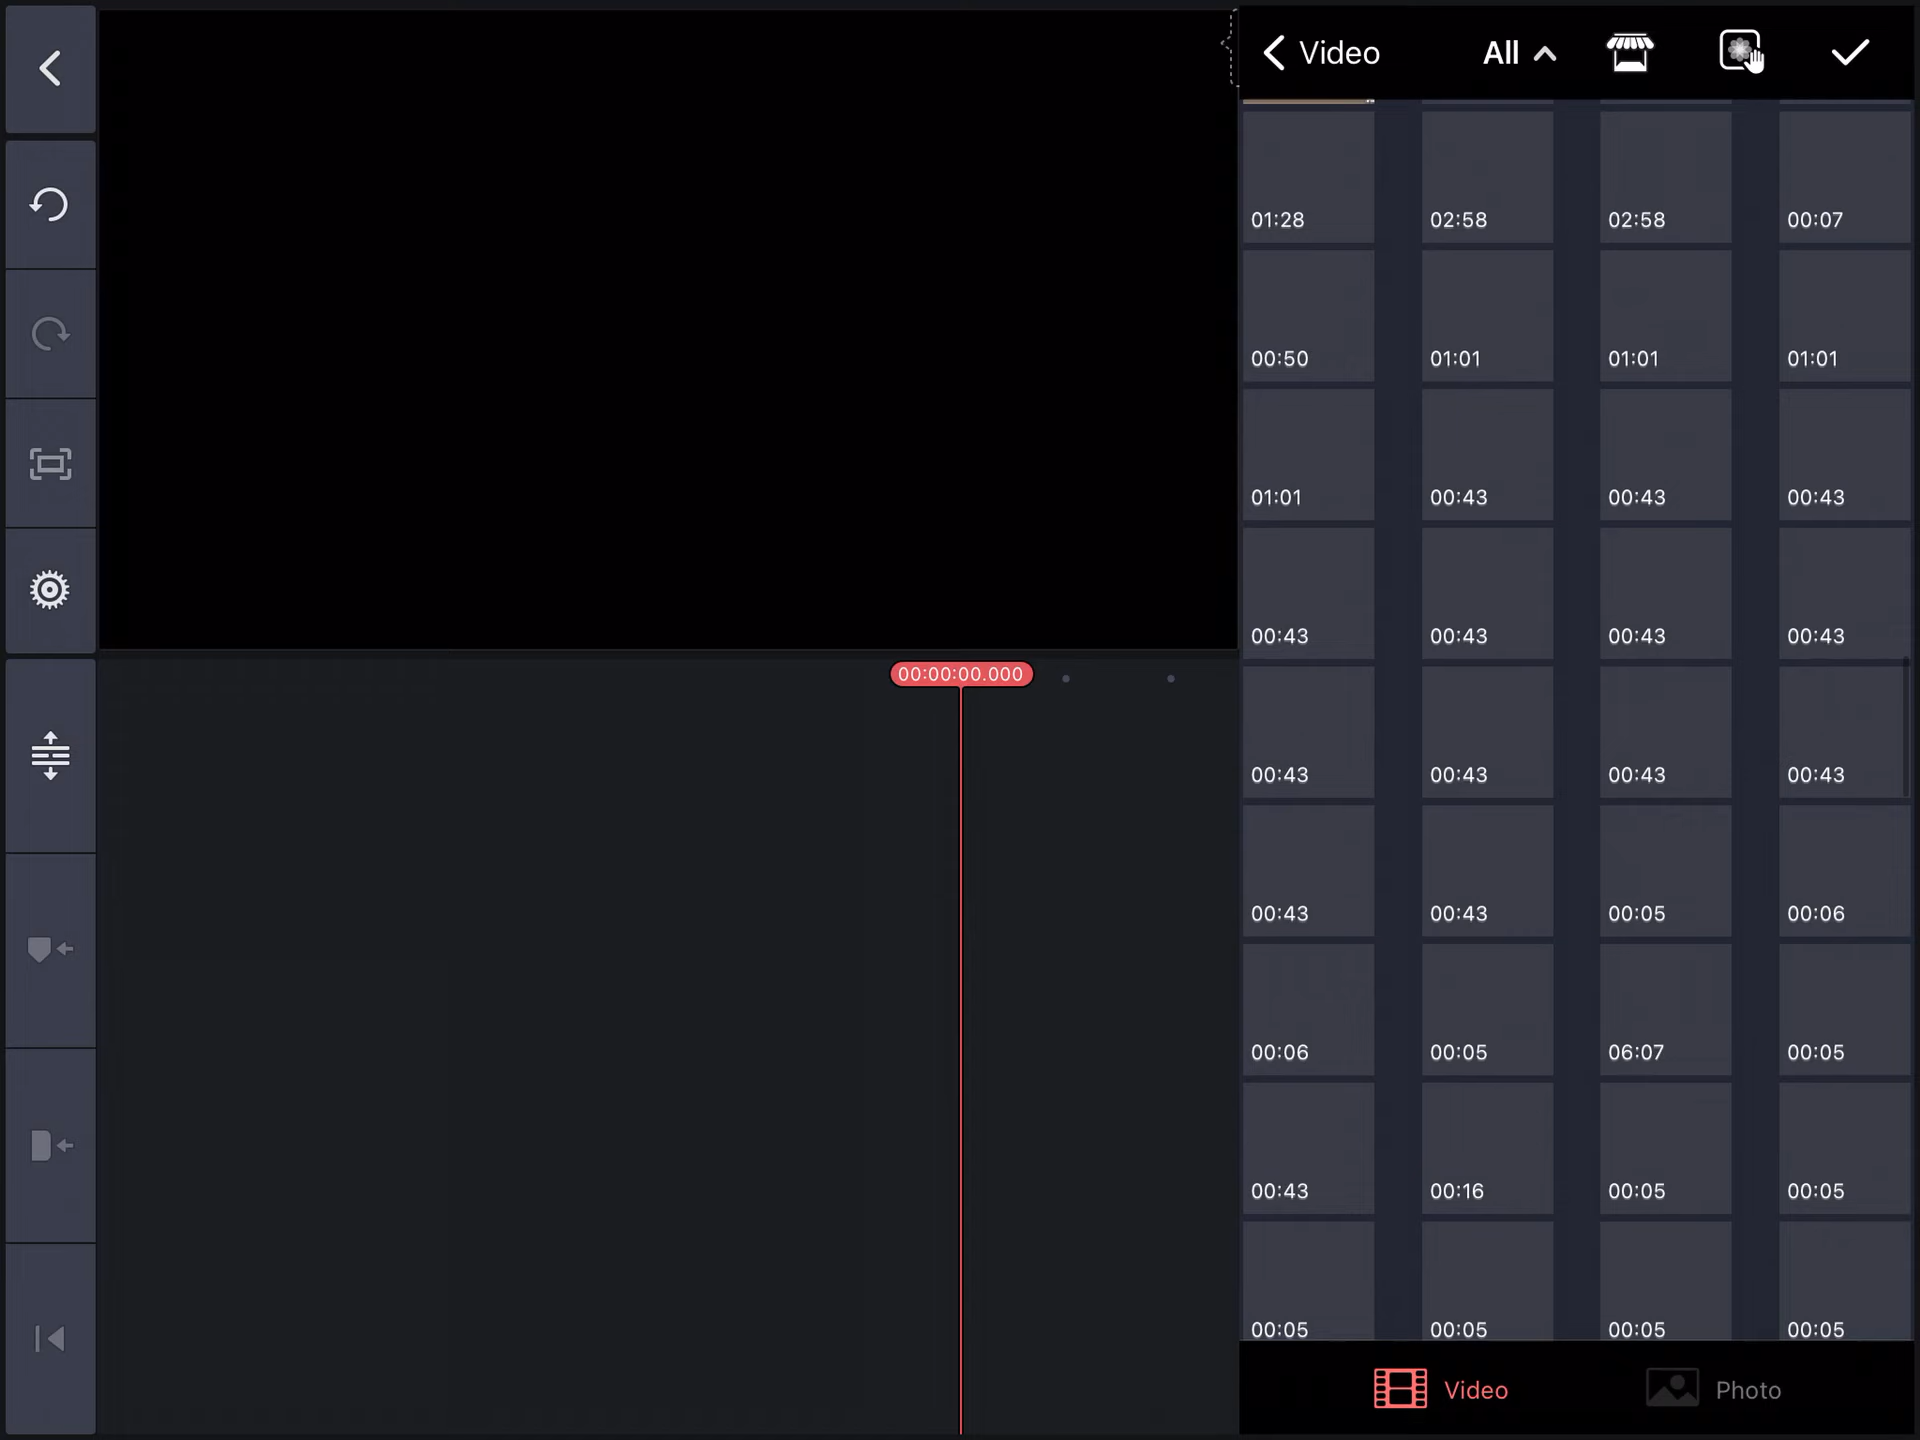 Video All
01:28 02:58 02:58 00:07
00:50 01:01 01:01 01:01
01:01 00:43 00:43 00:43
00:43 00:43 00:43 00:43
00:00:00.000
00:43 00:43 00:43 00:43
00:43 00:43 00:05 00:06
00:06 00:05 06:07 00:05
00:43 00:16 00:05 00:05
00:05 00:05 00:05 00:05
Video Photo